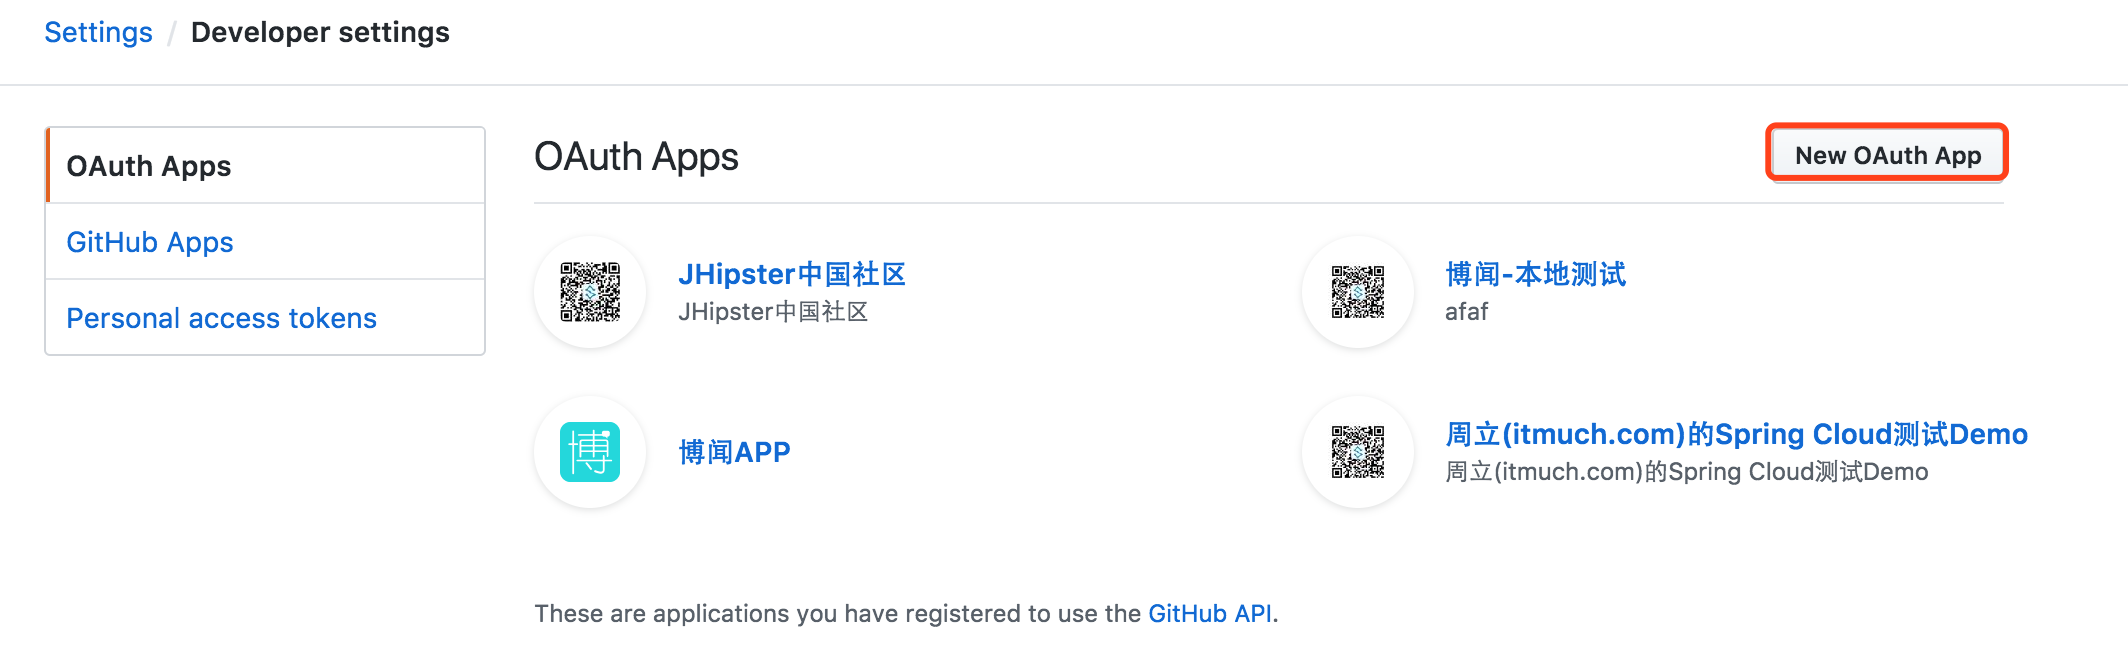 Settings / Developer settings
OAuth Apps
GitHub Apps
Personal access tokens
OAuth Apps
New OAuth App
JHipster中国社区
JHipster中国社区
博闻-本地测试
afaf
博
博闻APP
周立(itmuch.com)的Spring Cloud测试Demo
周立(itmuch.com)的Spring Cloud测试Demo
These are applications you have registered to use the GitHub API.